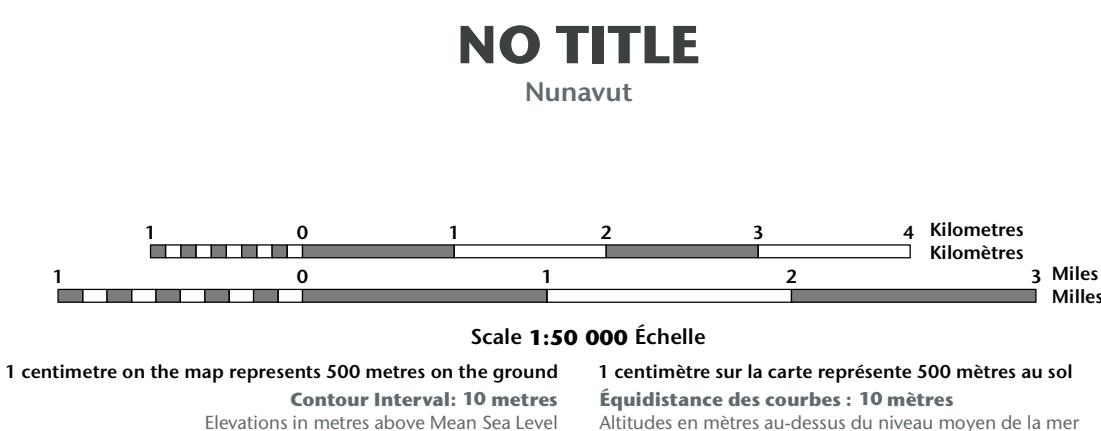 NO TITLE
Nunavut
1 0 1 2 3 4 Kilometres
Kilomètres
1 0 1 2 3 Miles
Milles
Scale 1:50 000 Échelle
1 centimetre on the map represents 500 metres on the ground 1 centimètre sur la carte représente 500 mètres au sol
Contour Interval: 10 metres Équidistance des courbes : 10 mètres
Elevations in metres above Mean Sea Level Altitudes en mètres au-dessus du niveau moyen de la mer